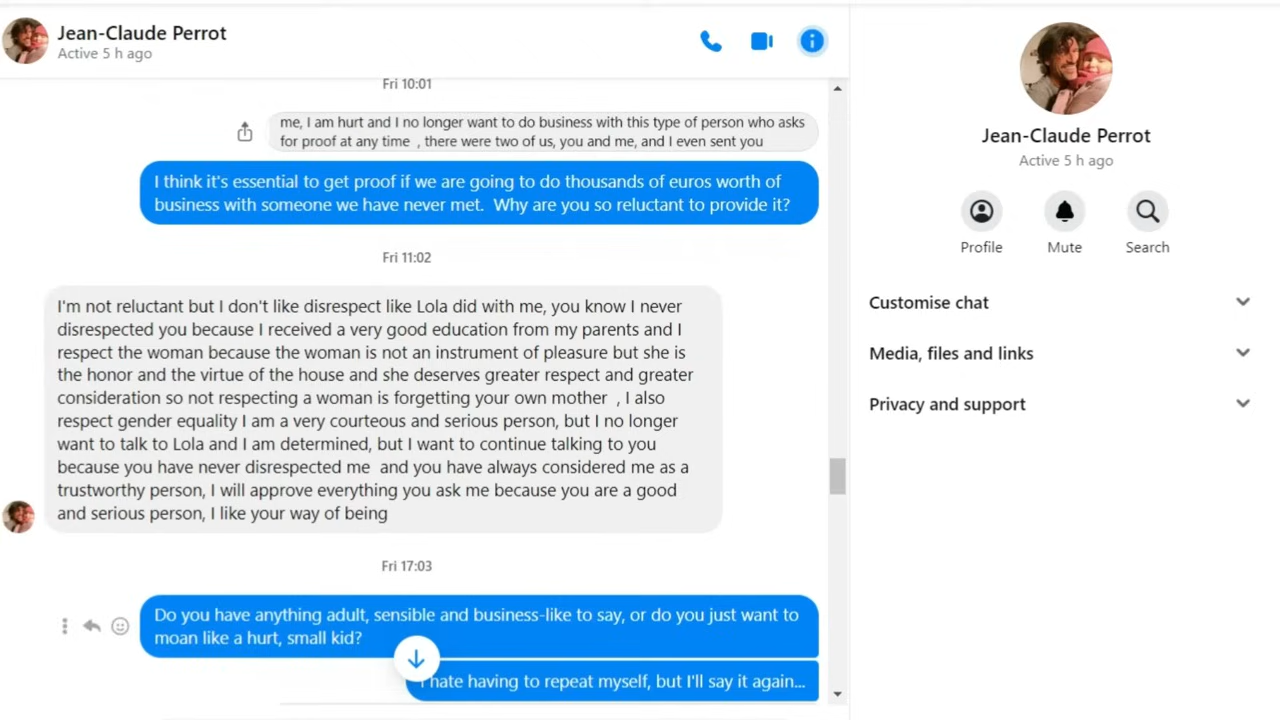 Jean-Claude Perrot
Active 5 h ago
Fri 10:01
me, I am hurt and I no longer want to do business with this type of person who asks
for proof at any time , there were two of us, you and me, and I even sent you
I think it's essential to get proof if we are going to do thousands of euros worth of
business with someone we have never met. Why are you so reluctant to provide it?
Fri 11:02
I'm not reluctant but I don't like disrespect like Lola did with me, you know I never
disrespected you because I received a very good education from my parents and I
respect the woman because the woman is not an instrument of pleasure but she is
the honor and the virtue of the house and she deserves greater respect and greater
consideration so not respecting a woman is forgetting your own mother , I also
respect gender equality I am a very courteous and serious person, but I no longer
want to talk to Lola and I am determined, but I want to continue talking to you
because you have never disrespected me and you have always considered me as a
trustworthy person, I will approve everything you ask me because you are a good
and serious person, I like your way of being
Fri 17:03
Do you have anything adult, sensible and business-like to say, or do you just want to
moan like a hurt, small kid?
I hate having to repeat myself, but I'll say it again...
Jean-Claude Perrot
Active 5 h ago
Profile
Mute
Search
Customise chat
Media, files and links
Privacy and support